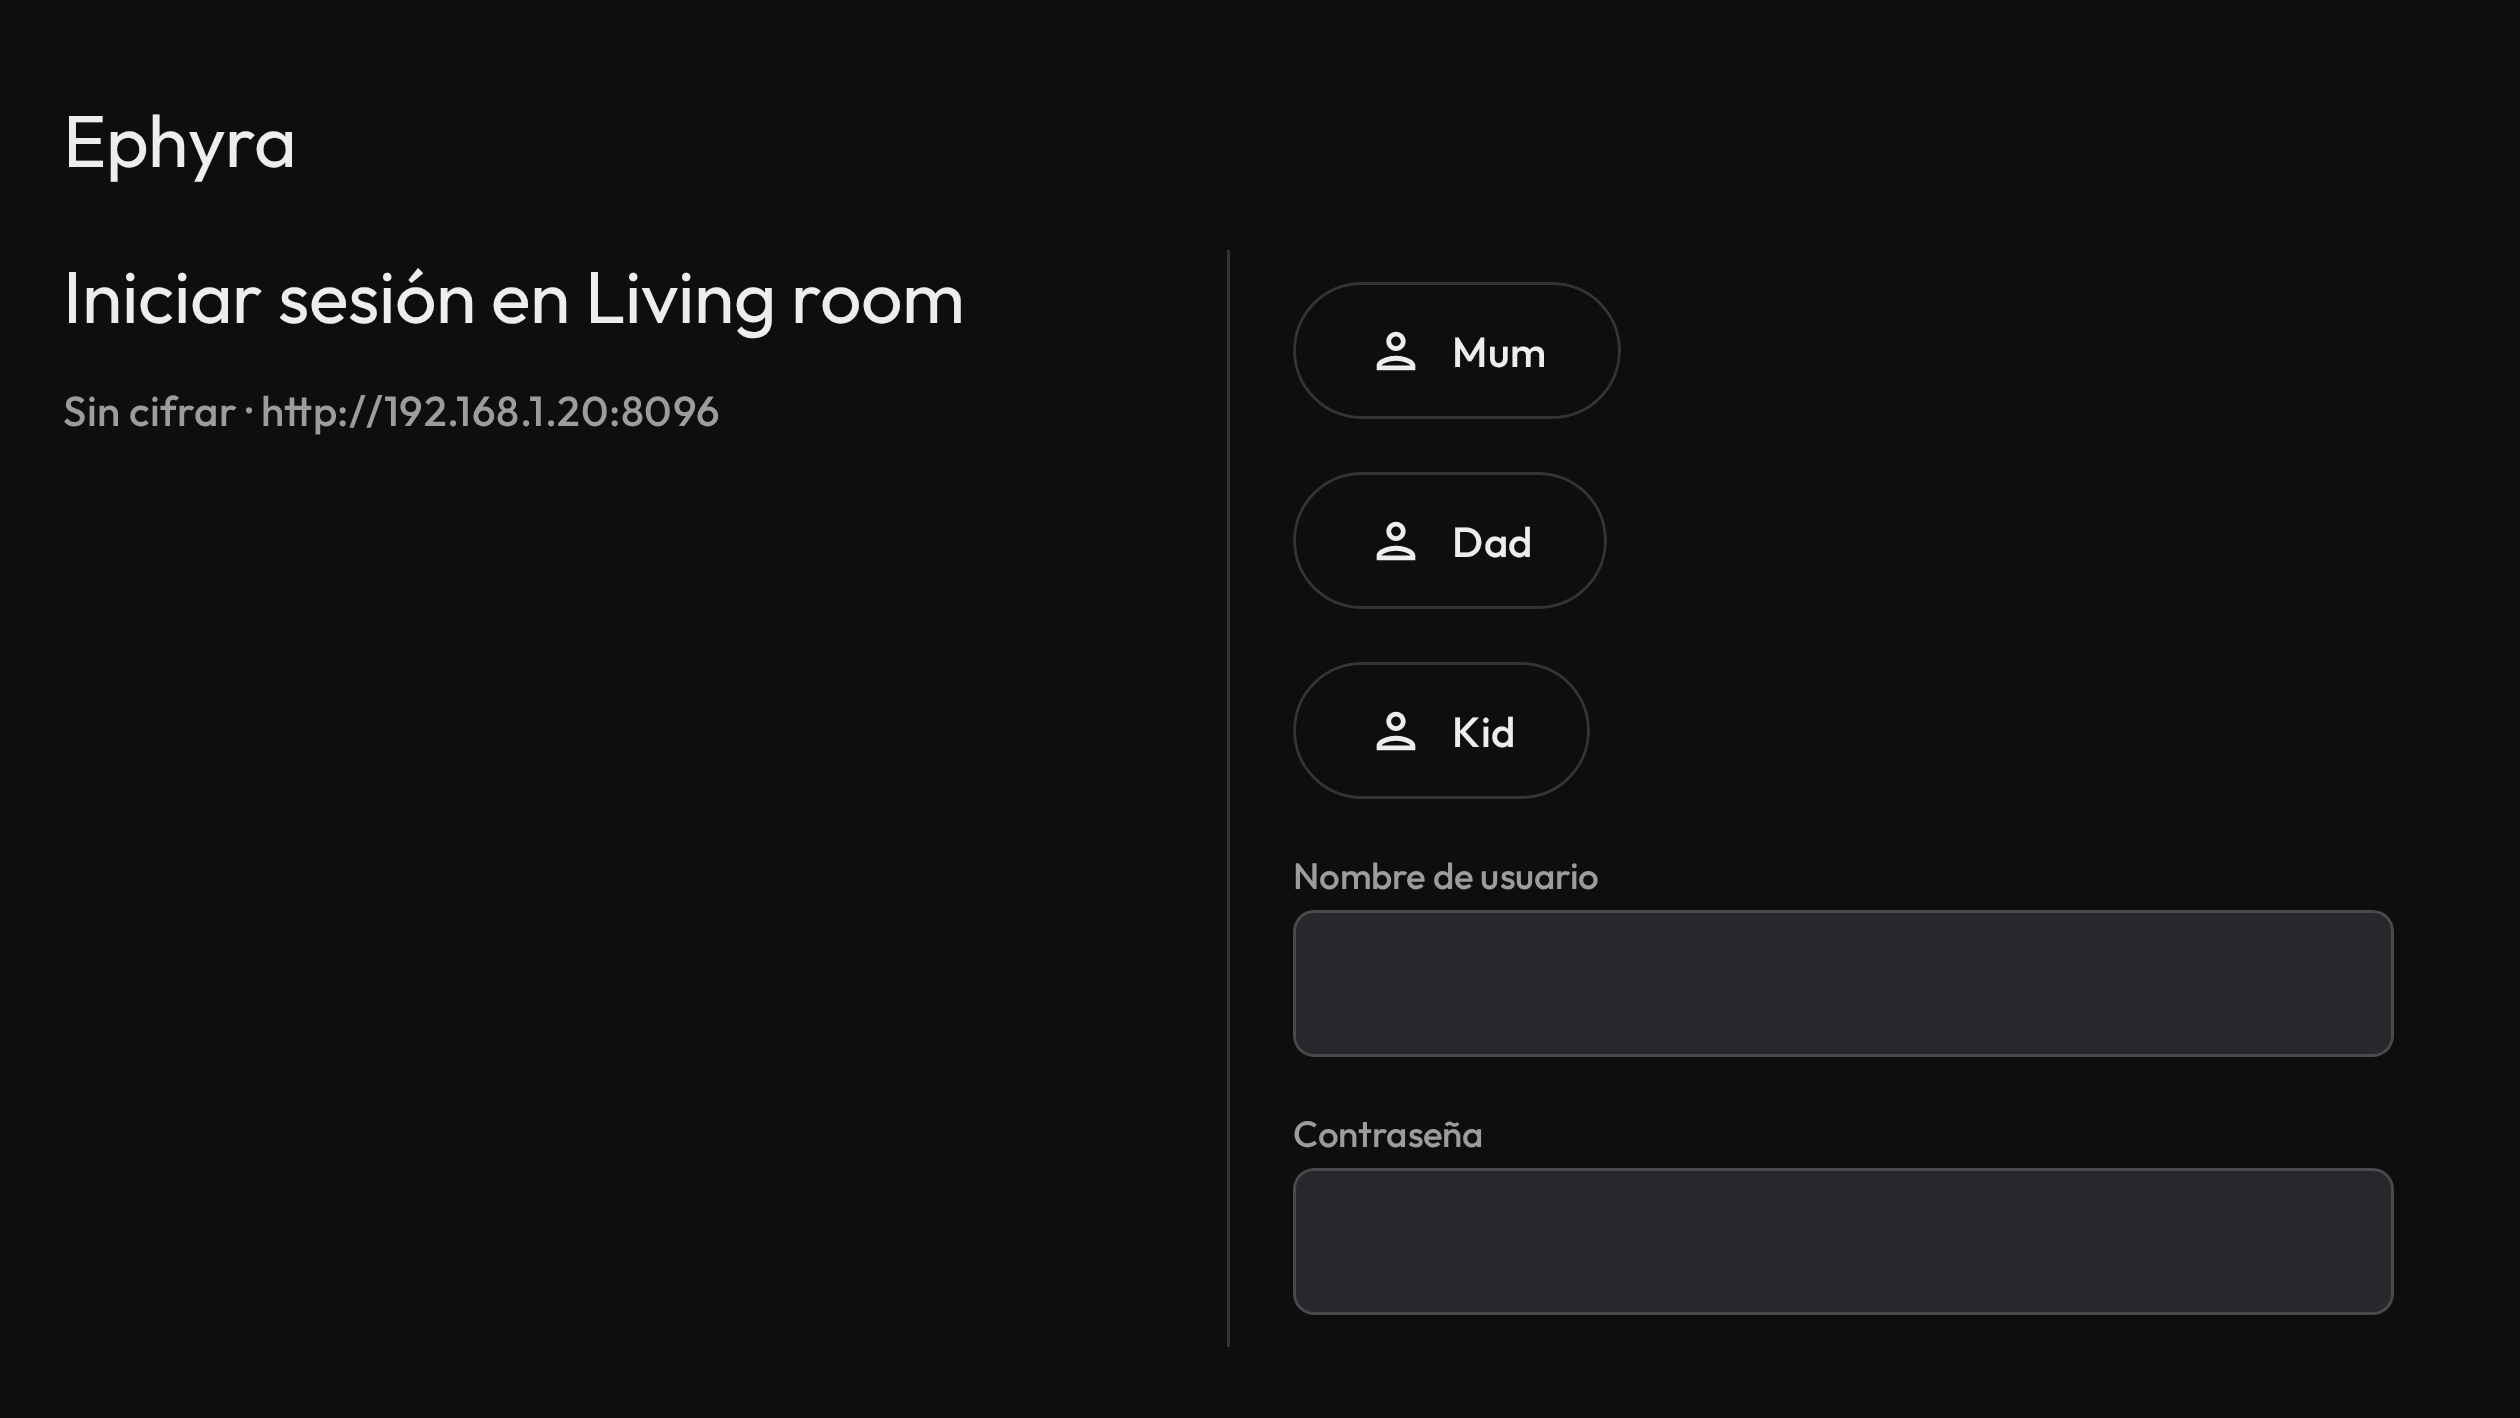 Ephyra
Iniciar sesión en Living room
Sin cifrar · http://192.168.1.20:8096
Mum
Dad
Kid
Nombre de usuario
Contraseña